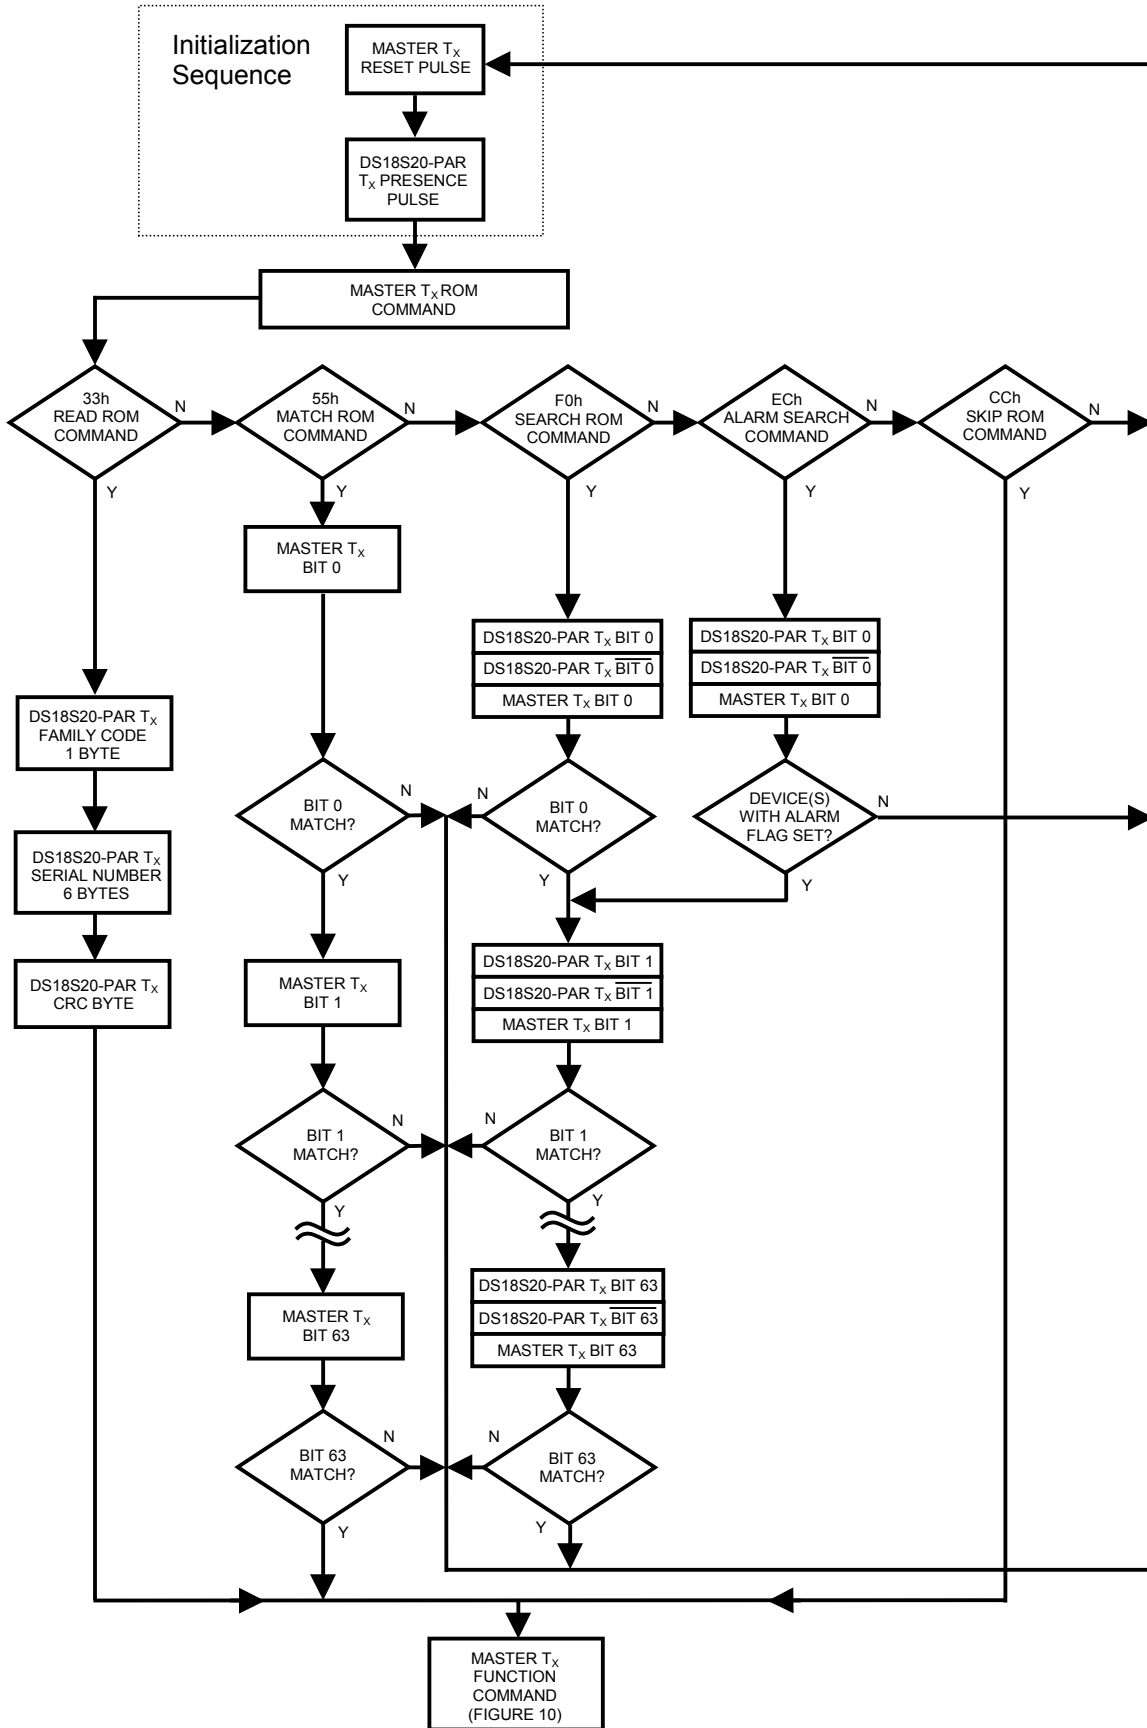 Initialization
Sequence
MASTER TX
RESET PULSE
DS18S20-PAR
TX PRESENCE
PULSE
MASTER TX ROM
COMMAND
33h
READ ROM
COMMAND
N
Y
55h
MATCH ROM
COMMAND
N
Y
F0h
SEARCH ROM
COMMAND
N
Y
ECh
ALARM SEARCH
COMMAND
N
Y
CCh
SKIP ROM
COMMAND
N
Y
MASTER TX
BIT 0
DS18S20-PAR TX BIT 0
DS18S20-PAR TX BIT 0
MASTER TX BIT 0
DS18S20-PAR TX BIT 0
DS18S20-PAR TX BIT 0
MASTER TX BIT 0
DS18S20-PAR TX
FAMILY CODE
1 BYTE
DS18S20-PAR TX
SERIAL NUMBER
6 BYTES
DS18S20-PAR TX
CRC BYTE
BIT 0
MATCH?
N
Y
N
BIT 0
MATCH?
Y
DEVICE(S)
WITH ALARM
FLAG SET?
N
Y
MASTER TX
BIT 1
DS18S20-PAR TX BIT 1
DS18S20-PAR TX BIT 1
MASTER TX BIT 1
BIT 1
MATCH?
N
Y
N
BIT 1
MATCH?
Y
MASTER TX
BIT 63
DS18S20-PAR TX BIT 63
DS18S20-PAR TX BIT 63
MASTER TX BIT 63
BIT 63
MATCH?
N
Y
N
BIT 63
MATCH?
Y
MASTER TX
FUNCTION
COMMAND
(FIGURE 10)